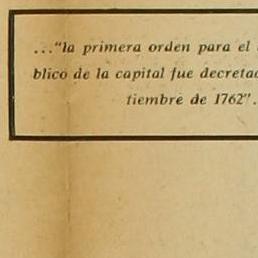 ..."la primera orden para el
blico de la capital fue decretad
tiembre de 1762".